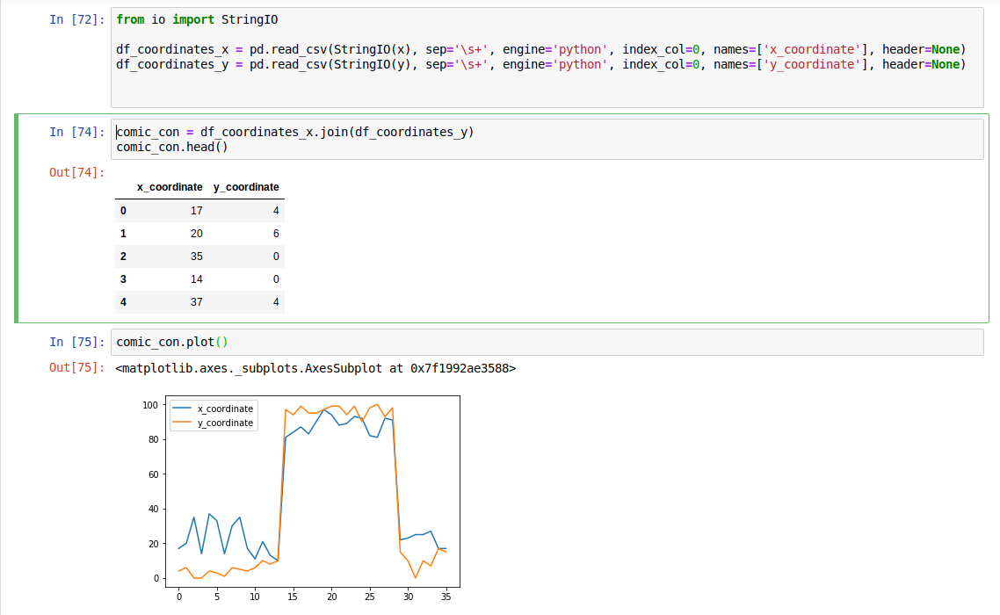 In [72]: from io import StringIO
df_coordinates_x = pd.read_csv(StringIO(x), sep='\s+', engine='python', index_col=0, names=['x_coordinate'], header=None)
df_coordinates_y = pd.read_csv(StringIO(y), sep='\s+', engine='python', index_col=0, names=['y_coordinate'], header=None)
In [74]: comic_con = df_coordinates_x.join(df_coordinates_y)
comic_con.head()
Out[74]:
x_coordinate y_coordinate
0 17 4
1 20 6
2 35 0
3 14 0
4 37 4
In [75]: comic_con.plot()
Out[75]: <matplotlib.axes._subplots.AxesSubplot at 0x7f1992ae3588>
x_coordinate
y_coordinate
100
80
60
40
20
0
0 5 10 15 20 25 30 35